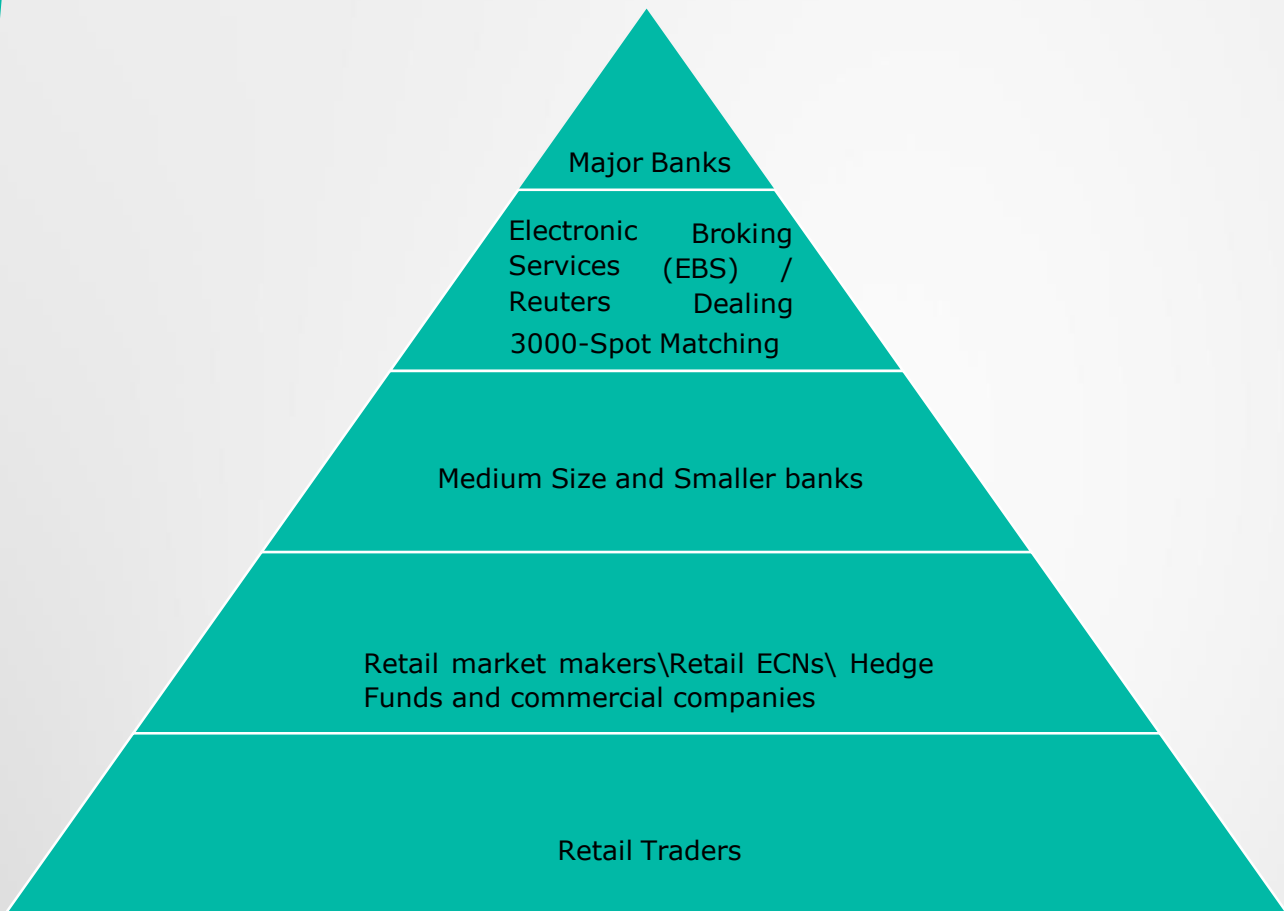 Major Banks
Electronic Broking
Services (EBS) /
Reuters Dealing
3000-Spot Matching
Medium Size and Smaller banks
Retail market makers\Retail ECNs\ Hedge
Funds and commercial companies
Retail Traders